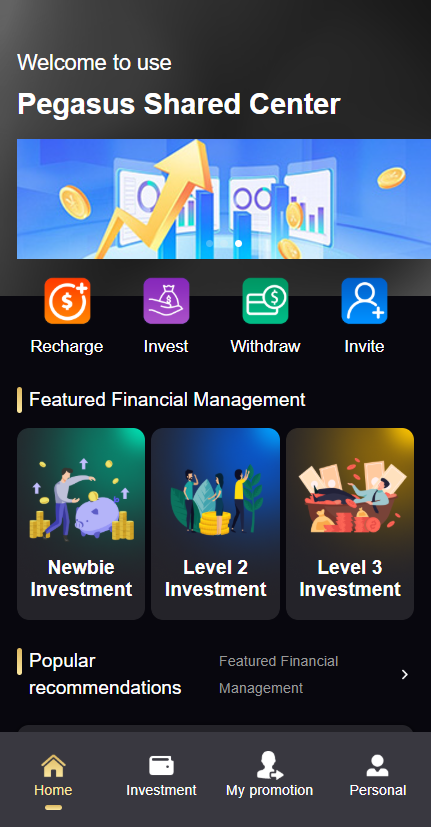 Welcome to use
Pegasus Shared Center
Recharge
Invest
Withdraw
Invite
Featured Financial Management
Newbie
Investment
Level 2
Investment
Level 3
Investment
Popular
recommendations
Featured Financial
Management
Home
Investment
My promotion
Personal